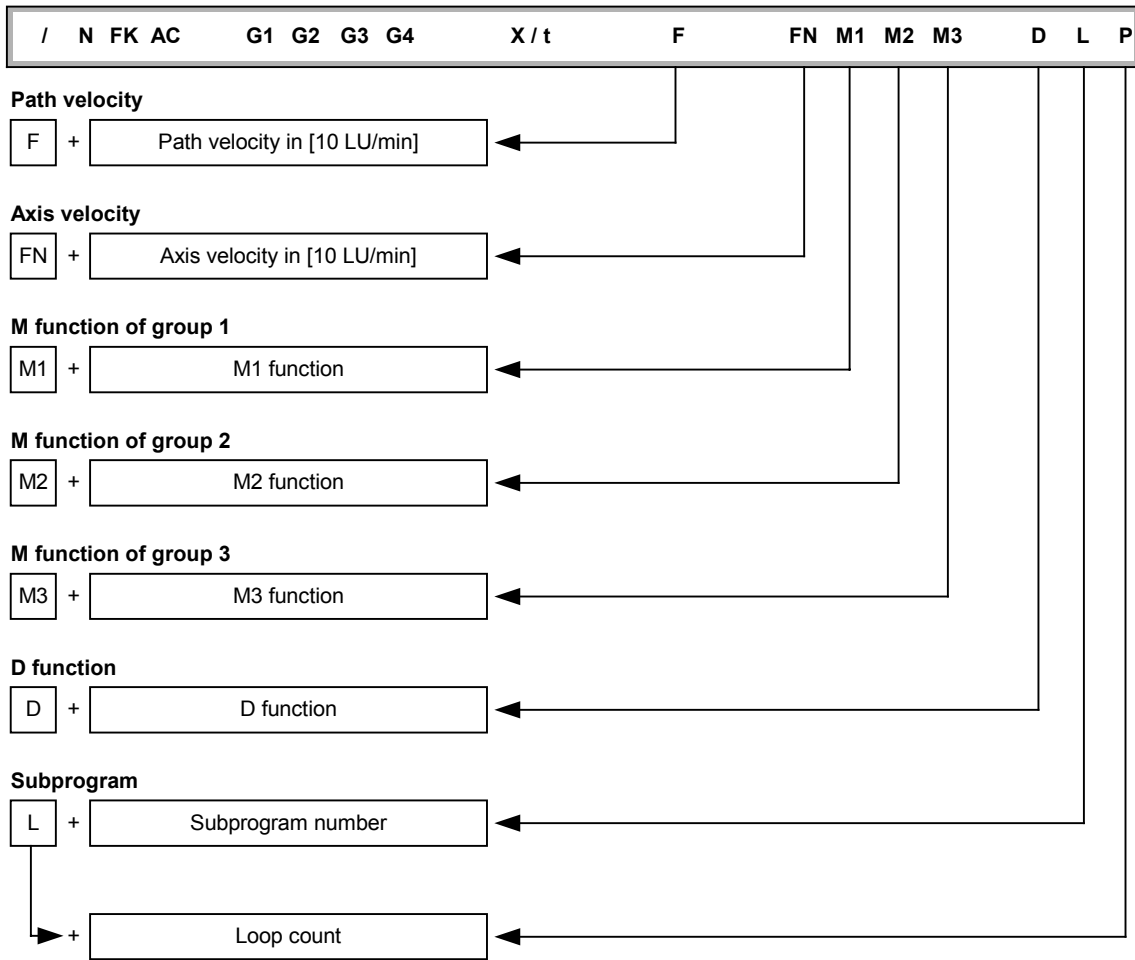 / N FK AC G1 G2 G3 G4 X / t F FN M1 M2 M3 D L P
Path velocity
F + Path velocity in [10 LU/min]
Axis velocity
FN + Axis velocity in [10 LU/min]
M function of group 1
M1 + M1 function
M function of group 2
M2 + M2 function
M function of group 3
M3 + M3 function
D function
D + D function
Subprogram
L + Subprogram number
+ Loop count